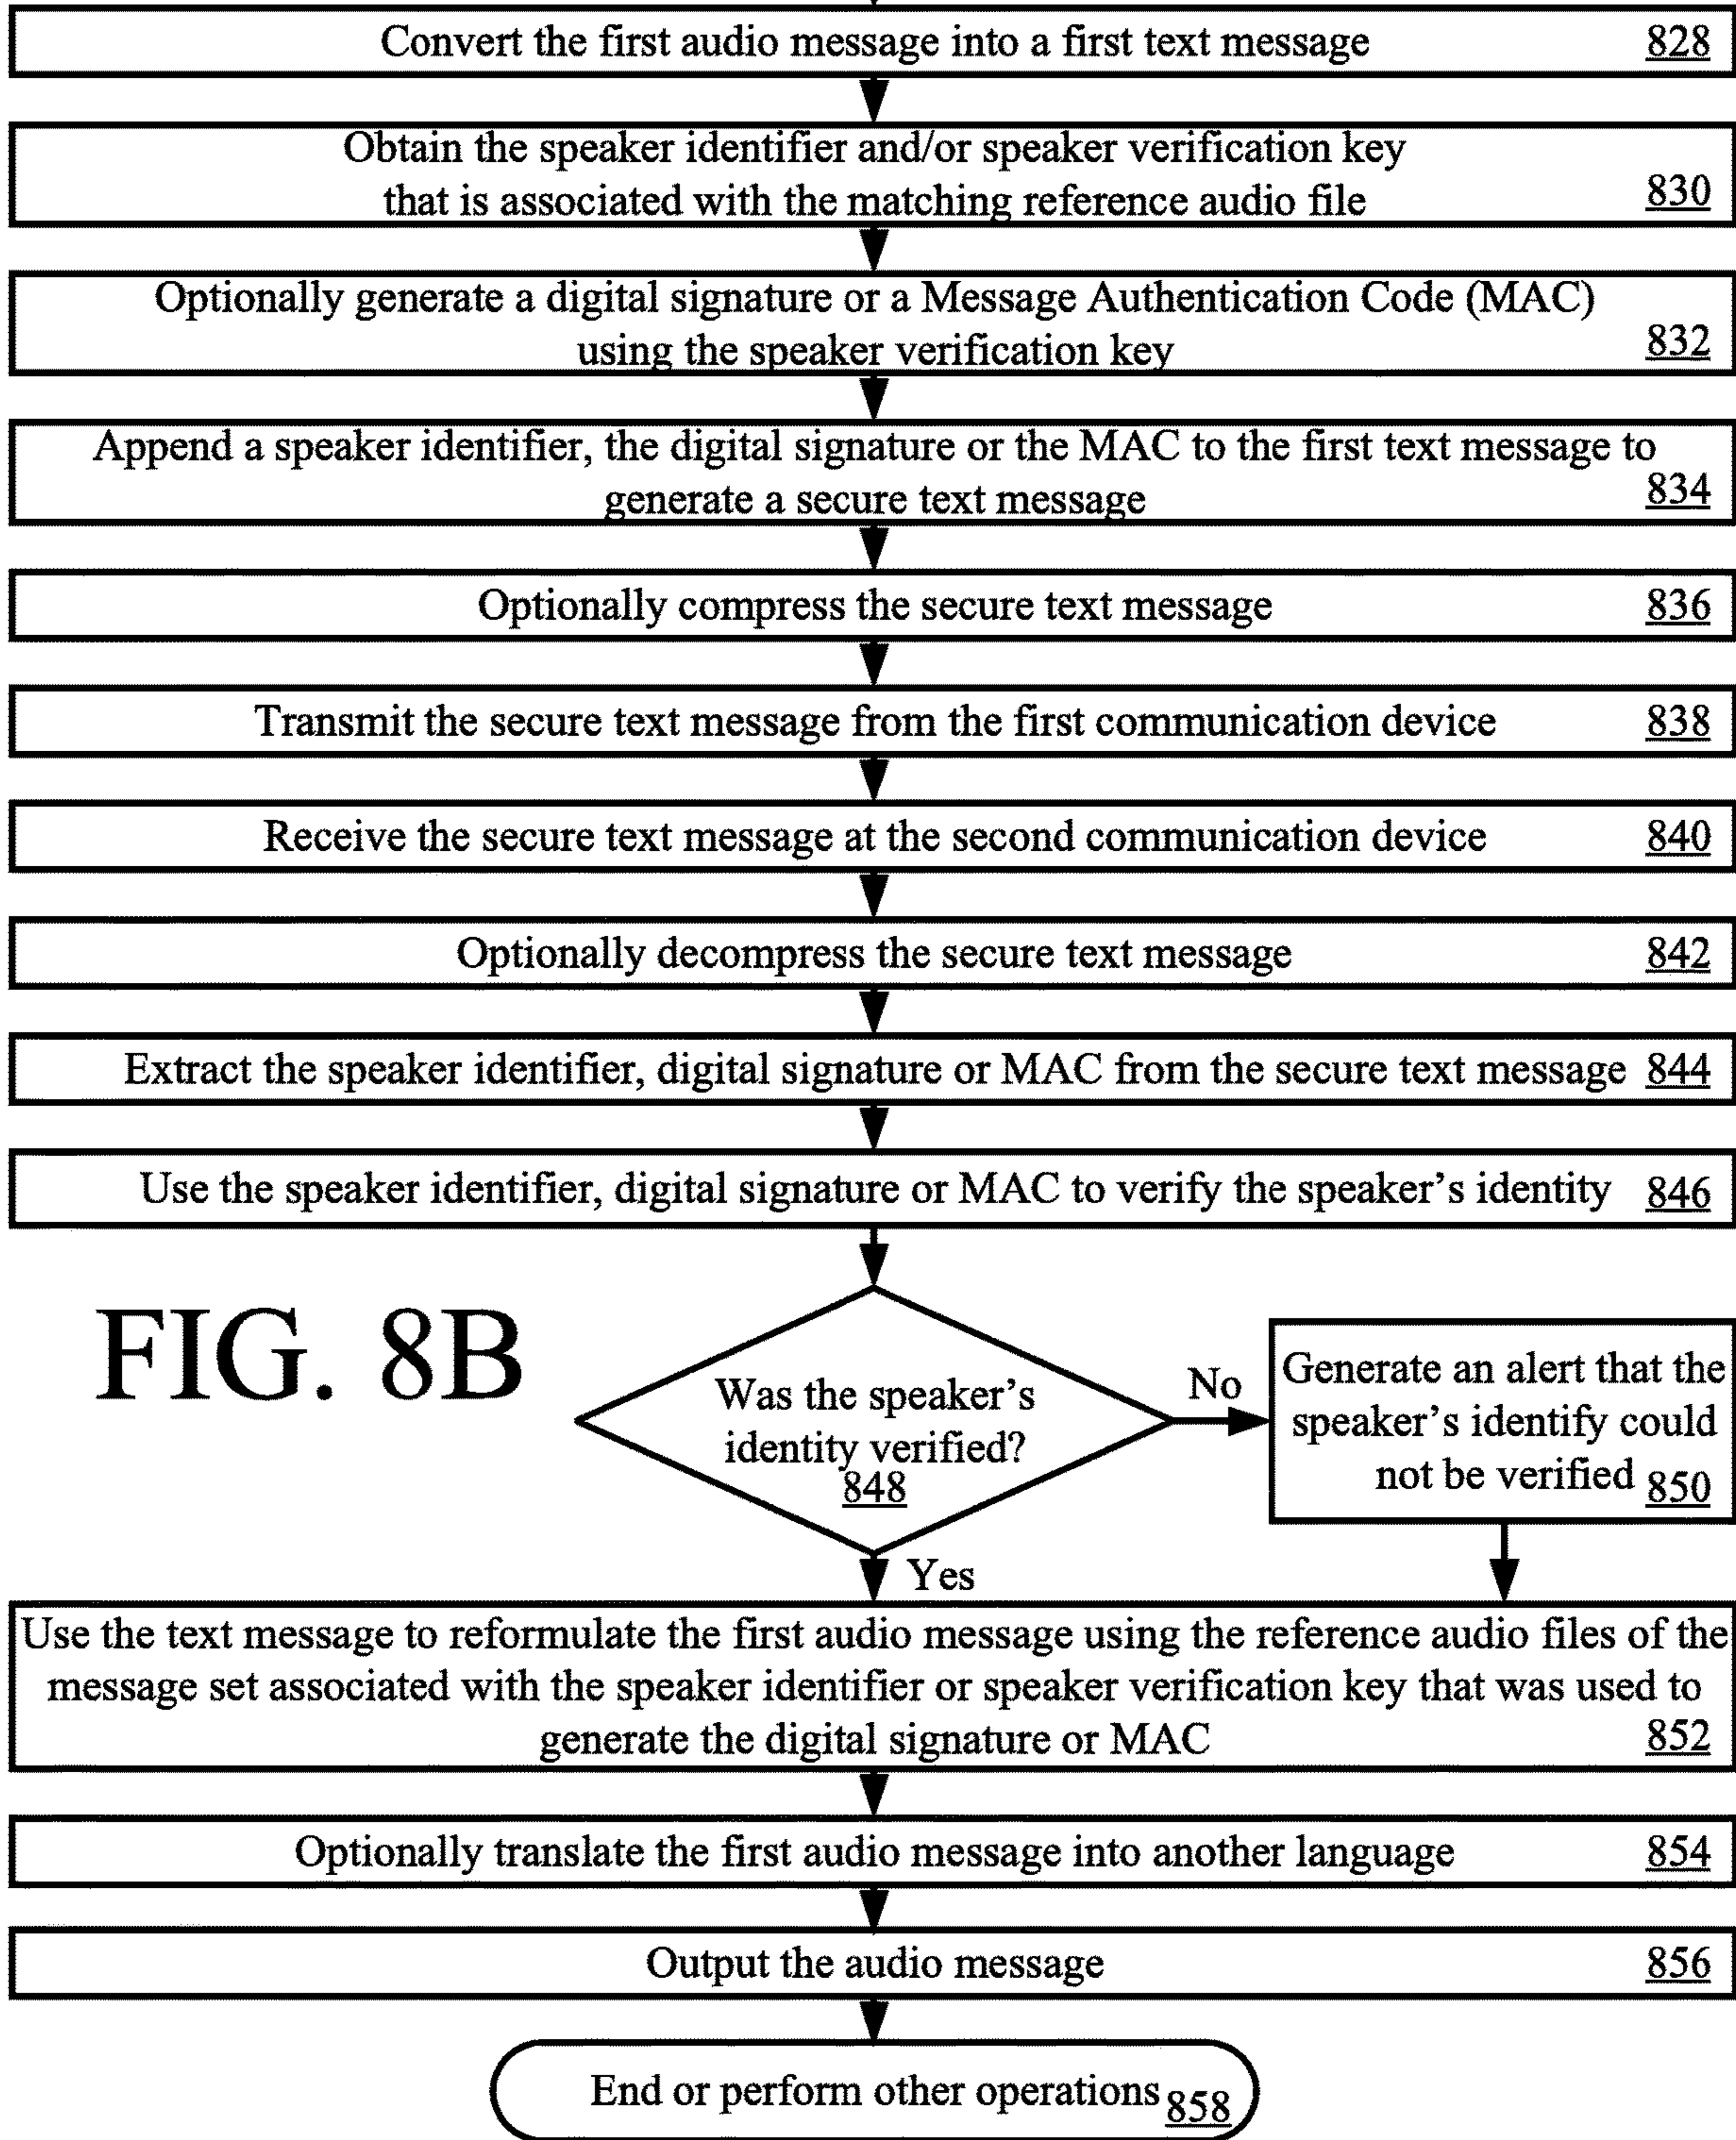 Convert the first audio message into a first text message 828
Obtain the speaker identifier and/or speaker verification key
that is associated with the matching reference audio file 830
Optionally generate a digital signature or a Message Authentication Code (MAC)
using the speaker verification key 832
Append a speaker identifier, the digital signature or the MAC to the first text message to
generate a secure text message 834
Optionally compress the secure text message 836
Transmit the secure text message from the first communication device 838
Receive the secure text message at the second communication device 840
Optionally decompress the secure text message 842
Extract the speaker identifier, digital signature or MAC from the secure text message 844
Use the speaker identifier, digital signature or MAC to verify the speaker’s identity 846
FIG. 8B
Was the speaker’s
identity verified?
848
No
Generate an alert that the
speaker’s identify could
not be verified 850
Yes
Use the text message to reformulate the first audio message using the reference audio files of the
message set associated with the speaker identifier or speaker verification key that was used to
generate the digital signature or MAC 852
Optionally translate the first audio message into another language 854
Output the audio message 856
End or perform other operations 858